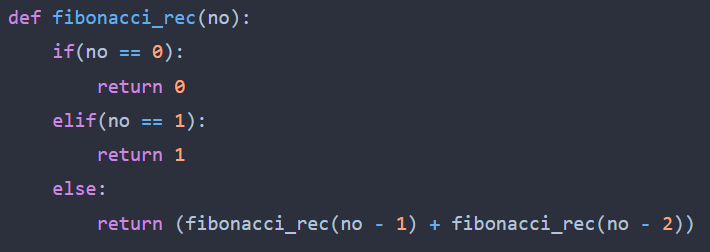 def fibonacci_rec(no):
    if(no == 0):
        return 0
    elif(no == 1):
        return 1
    else:
        return (fibonacci_rec(no - 1) + fibonacci_rec(no - 2))